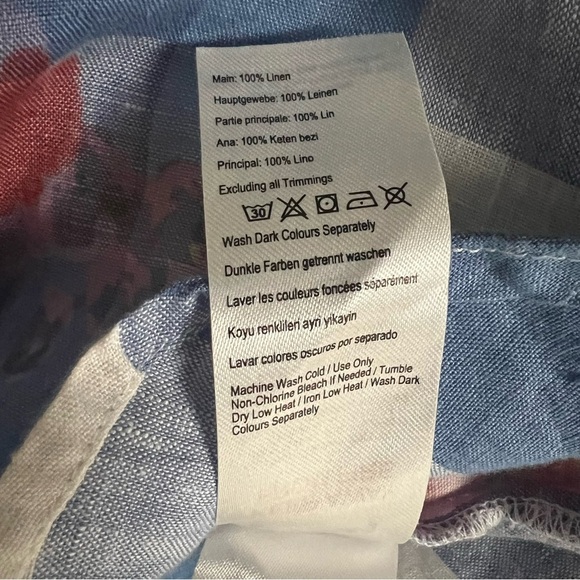 Main: 100% Linen
Hauptgewebe: 100% Leinen
Partie principale: 100% Lin
Ana: 100% Keten bezi
Principal: 100% Lino
Excluding all Trimmings
30
Wash Dark Colours Separately
Dunkle Farben getrennt waschen
Laver les couleurs foncées séparément
Koyu renklileri ayri yikayin
Lavar colores oscuros por separado
Machine Wash Cold / Use Only
Non-Chlorine Bleach If Needed / Tumble
Dry Low Heat / Iron Low Heat / Wash Dark
Colours Separately